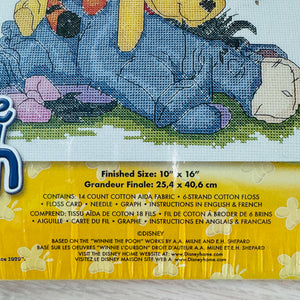 Finished Size: 10" x 16"
Grandeur Finale: 25,4 x 40,6 cm
CONTAINS: 14 COUNT COTTON AIDA FABRIC • 6-STRAND COTTON FLOSS
• FLOSS CARD • NEEDLE • GRAPH • INSTRUCTIONS IN ENGLISH & FRENCH
COMPREND: TISSU AÏDA DE COTON 18 FILS • FIL DE COTON À BRODER DE 6 BRINS
• AIGUILLE • CARTE DU FIL • GRAPHE • INSTRUCTIONS EN ANGLAIS & FRANÇAIS
©DISNEY
BASED ON THE "WINNIE THE POOH" WORKS BY A.A. MILNE AND E.H. SHEPARD
BASE SUR LES OEUVRES "WINNIE L'OURSON" DROIT D'AUTEUR A.A. MILNE ET E.H. SHEPARD
VISIT THE DISNEY HOME WEB SITE AT: www.Disneyhome.com
VISITEZ LE DISNEY MAISON SITE WEB A: www.Disneyhome.com